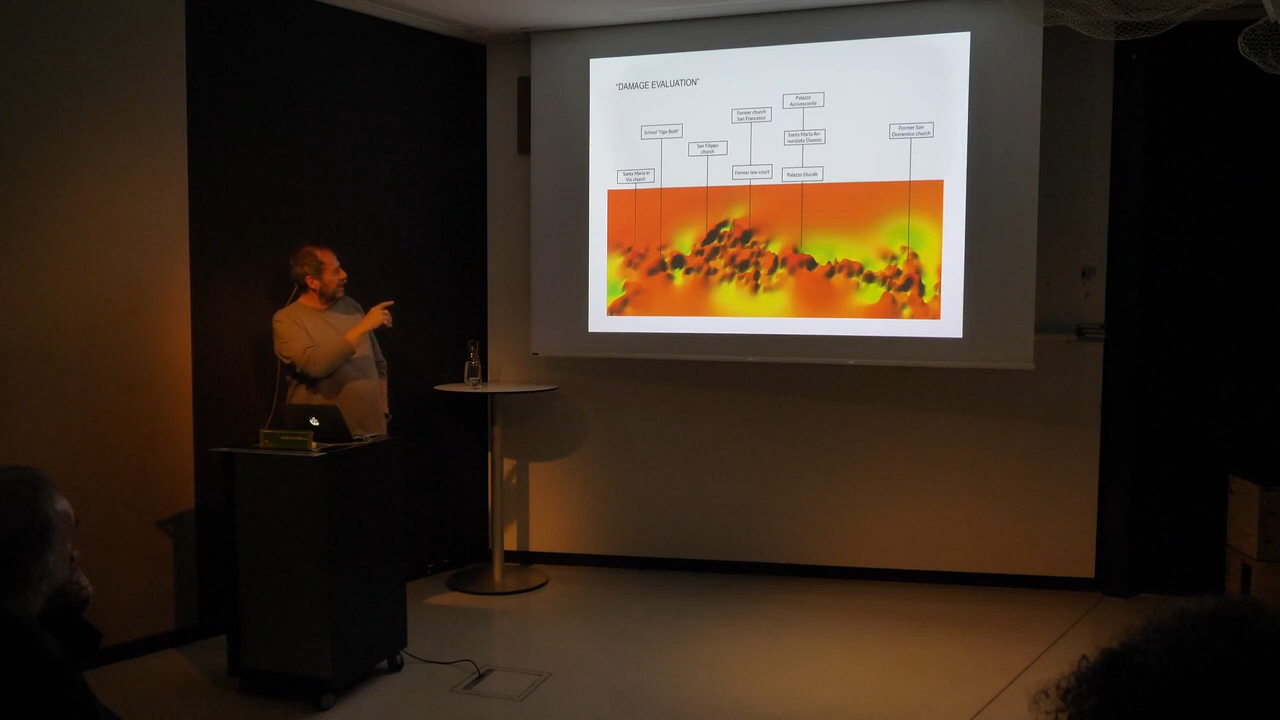 "DAMAGE EVALUATION"
Palazzo
Accrescovile
Former church
San Francesco
School "Ugo Betti"
Santa Maria An-
nunziata Duomo
Former San
Domenico church
San Filippo
church
Santa Maria in
Via church
Former law-court
Palazzo Ducale